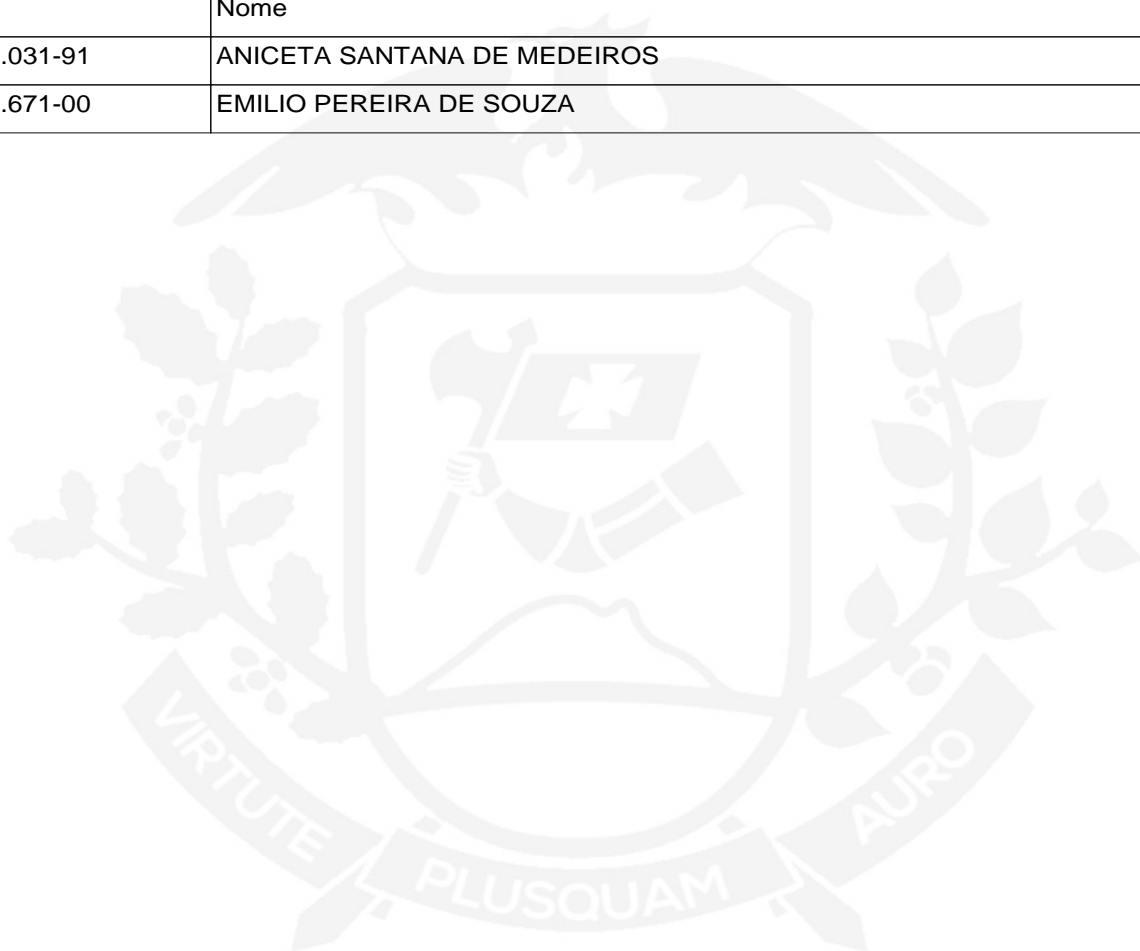 Nome
.031-91 ANICETA SANTANA DE MEDEIROS
.671-00 EMILIO PEREIRA DE SOUZA
VIRTUTE PLUSQUAM AURO